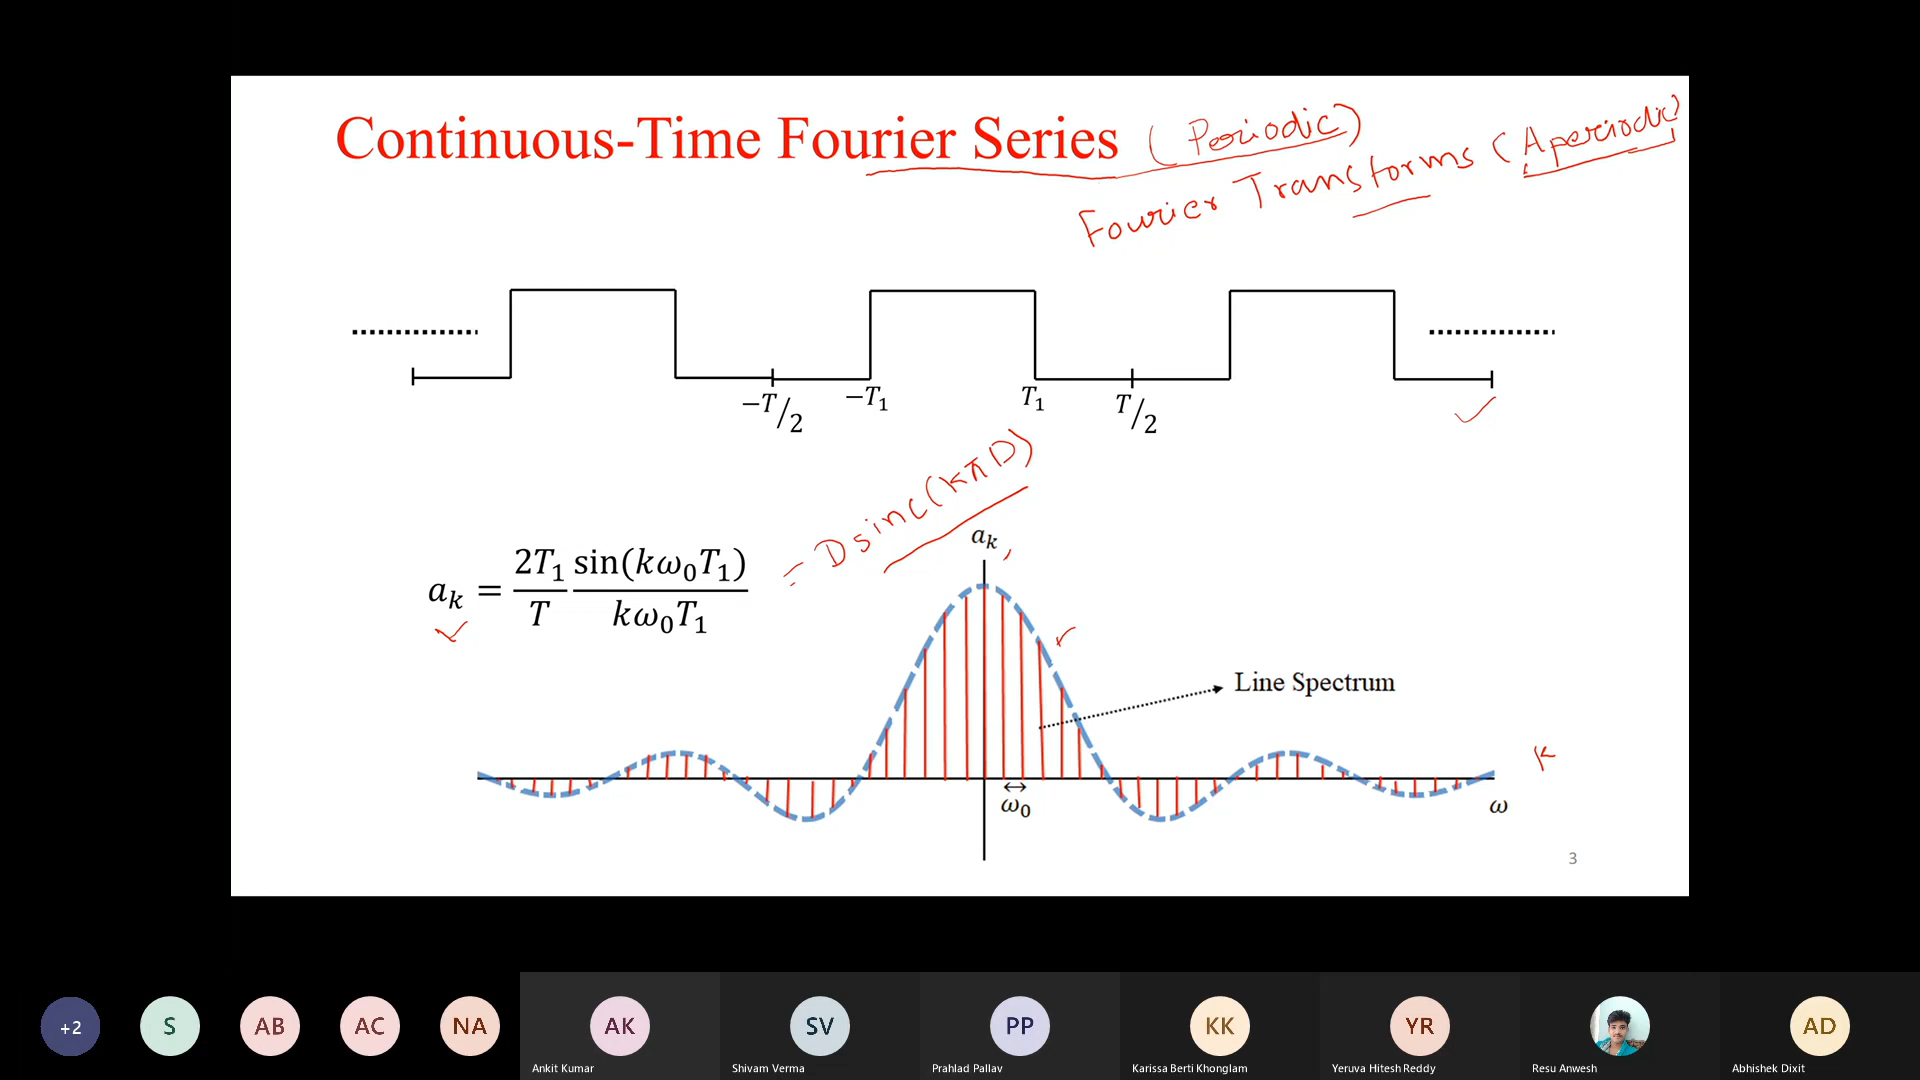 Continuous-Time Fourier Series (Periodic)
Fourier Transforms (Aperiodic)
−T/2 −T₁ T₁ T/2
= D sinc(kπD)
a_k = 2T₁/T sin(kω₀T₁)/kω₀T₁
a_k,
Line Spectrum
k
ω₀
ω
3
+2 S AB AC NA AK SV PP KK YR AD
Ankit Kumar Shivam Verma Prahlad Pallav Karissa Berti Khonglam Yeruva Hitesh Reddy Resu Anwesh Abhishek Dixit